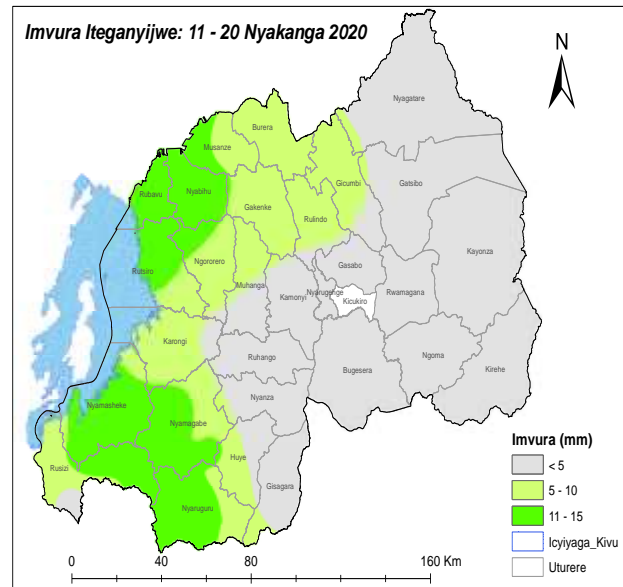 Imvura Iteganyijwe: 11 - 20 Nyakanga 2020
N
Nyagatare
Burera
Musanze
Gicumbi
Rubavu
Nyabihu
Gatsibo
Gakenke
Rulindo
Kayonza
Rutsiro
Ngororero
Gasabo
Muhanga
Kamonyi
Nyarugenge
Kicukiro
Rwamagana
Karongi
Ruhango
Ngoma
Bugesera
Kirehe
Nyamasheke
Nyanza
Nyamagabe
Huye
Rusizi
Gisagara
Nyaruguru
Imvura (mm)
< 5
5 - 10
11 - 15
Icyiyaga_Kivu
Uturere
0 40 80 160 Km